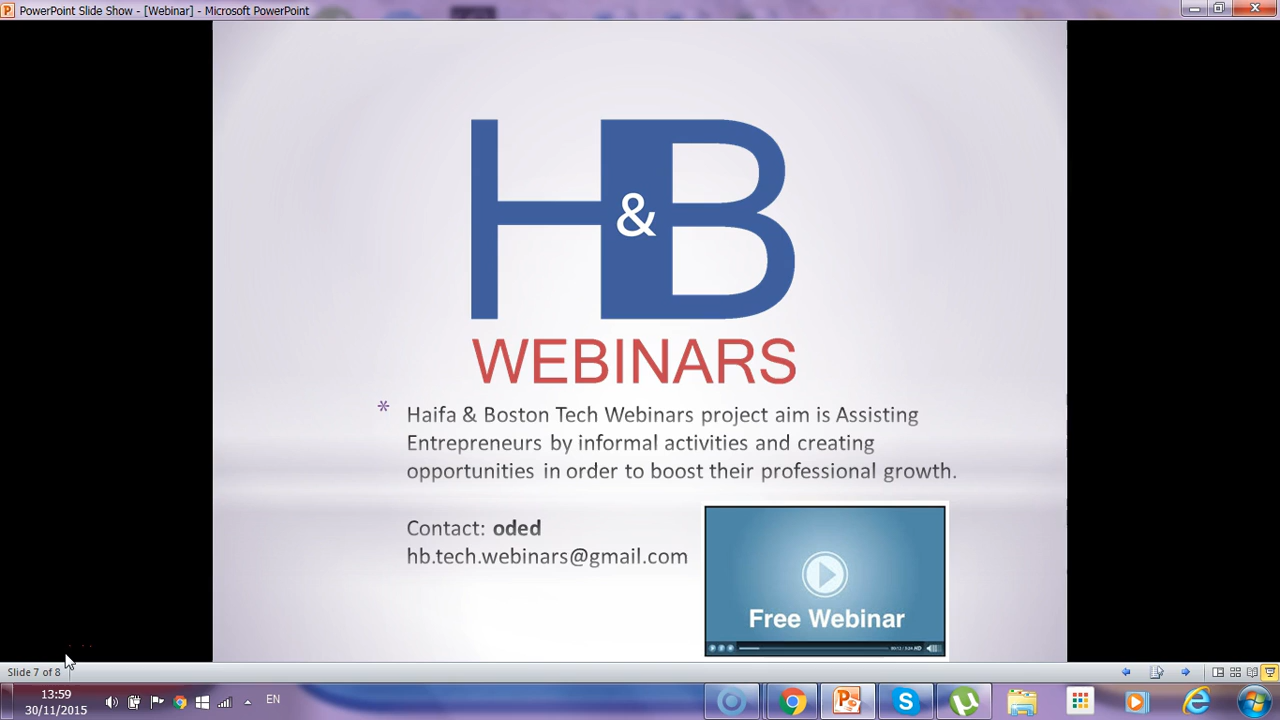 PowerPoint Slide Show - [Webinar] - Microsoft PowerPoint
H&B
WEBINARS
* Haifa & Boston Tech Webinars project aim is Assisting
Entrepreneurs by informal activities and creating
opportunities in order to boost their professional growth.
Contact: oded
hb.tech.webinars@gmail.com
Free Webinar
HD
Slide 7 of 8
13:59
30/11/2015
EN